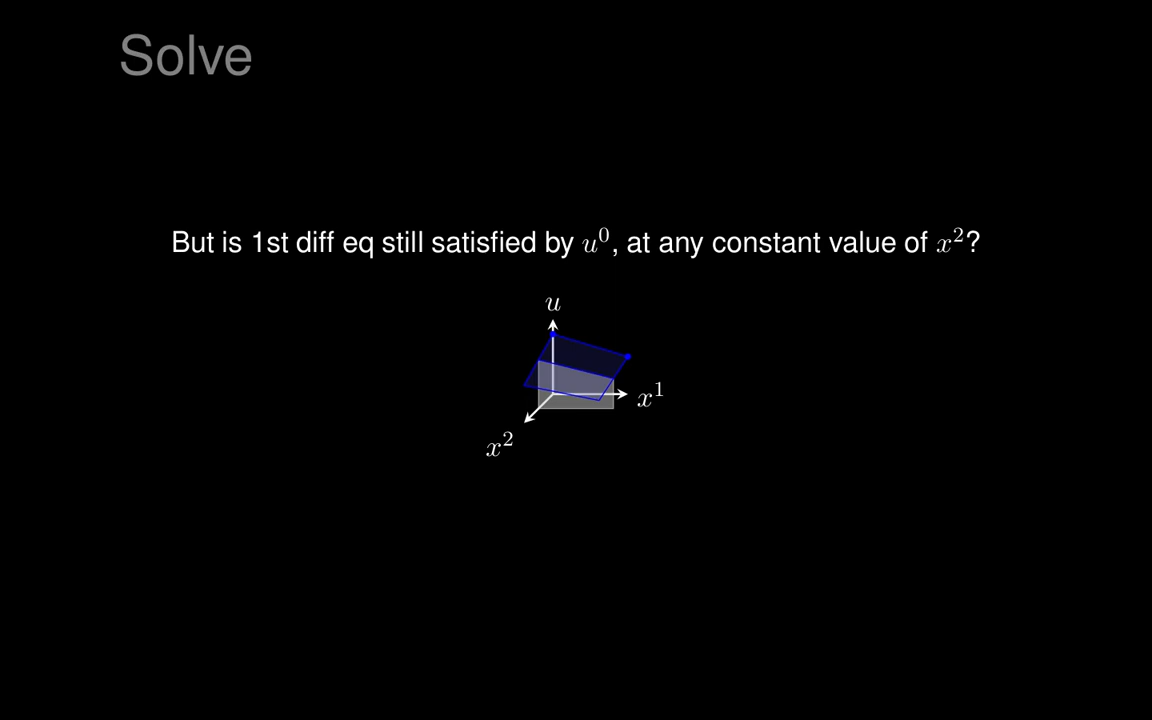 Solve
But is 1st diff eq still satisfied by u⁰, at any constant value of x²?
u
x¹
x²